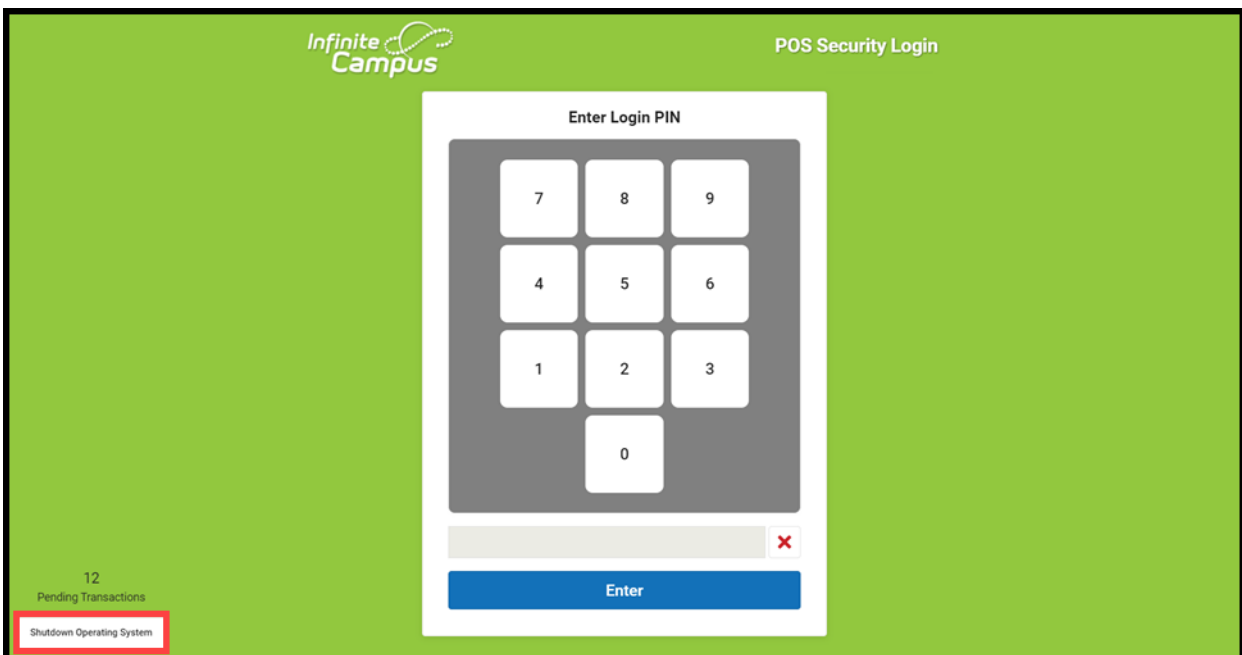 Infinite
Campus
POS Security Login
Enter Login PIN
7 8 9
4 5 6
1 2 3
0
Enter
12
Pending Transactions
Shutdown Operating System